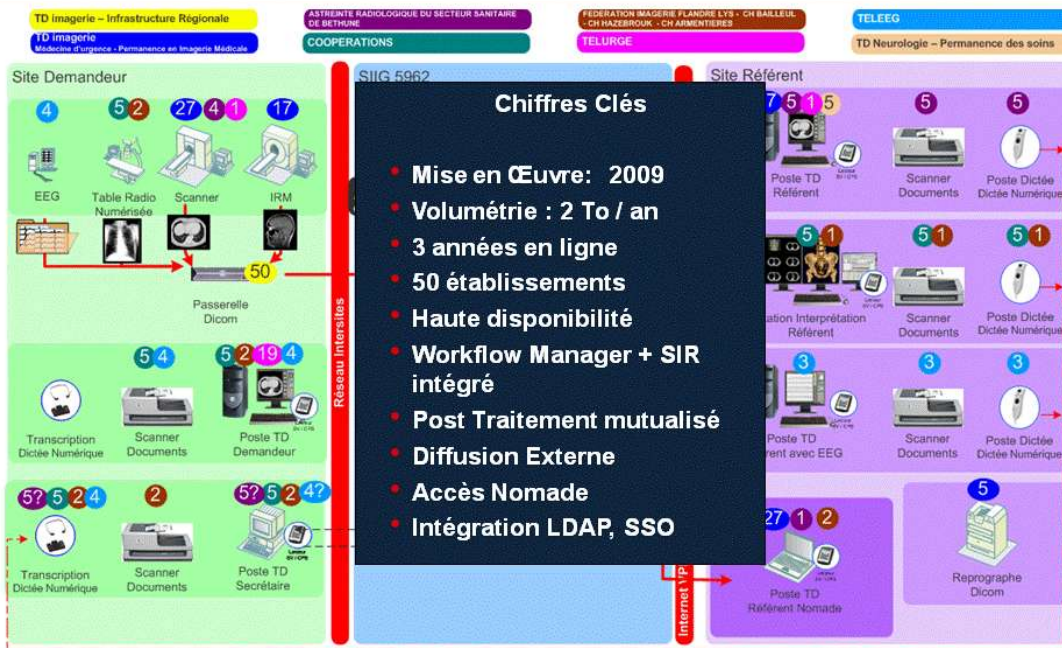 TD imagerie – Infrastructure Régionale
TD imagerie
Médecine d'urgence - Permanence en Imagerie Médicale
ASTREINTE RADIOLOGIQUE DU SECTEUR SANITAIRE
DE BETHUNE
COOPERATIONS
FEDERATION IMAGERIE FLANDRE LYS - CH BAILLEUL -
CH HAZEBROUK - CH ARMENTIERES
TELURGE
TELEEG
TD Neurologie – Permanence des soins
Site Demandeur
4
5 2
27 4 1
17
EEG
Table Radio
Numérisée
Scanner
IRM
50
Passerelle
Dicom
5 4
5 2 19 4
Transcription
Dictée Numérique
Scanner
Documents
Poste TD
Demandeur
5? 5 2 4
2
5? 5 2 4?
Transcription
Dictée Numérique
Scanner
Documents
Poste TD
Secrétaire
Réseau Intersites
SIIG 5962
Chiffres Clés
• Mise en Œuvre: 2009
• Volumétrie : 2 To / an
• 3 années en ligne
• 50 établissements
• Haute disponibilité
• Workflow Manager + SIR
intégré
• Post Traitement mutualisé
• Diffusion Externe
• Accès Nomade
• Intégration LDAP, SSO
Internet
Site Référent
7 5 1 5
5
5
Poste TD
Référent
Scanner
Documents
Poste Dictée
Dictée Numérique
5 1
5 1
5 1
Interprétation
Référent
Scanner
Documents
Poste Dictée
Dictée Numérique
3
3
3
Poste TD
avec EEG
Scanner
Documents
Poste Dictée
Dictée Numérique
27 1 2
Poste TD
Référent Nomade
5
Reprographe
Dicom